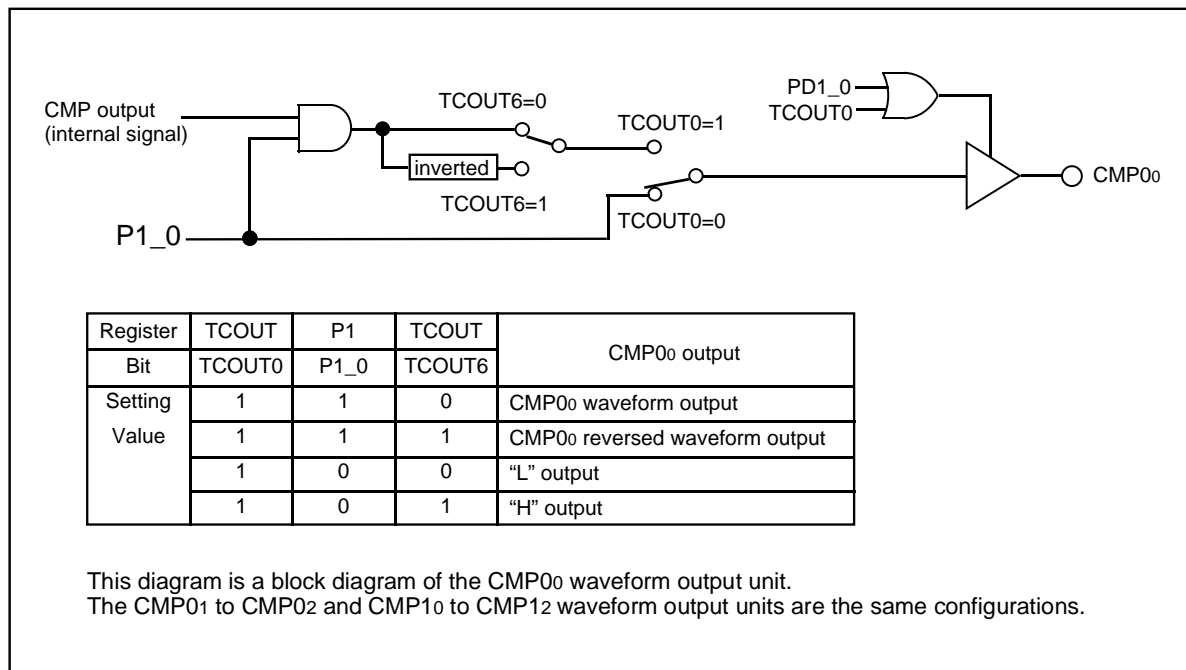 PD1_0
TCOUT0
CMP output
(internal signal)
TCOUT6=0
TCOUT0=1
inverted
CMP00
TCOUT6=1
TCOUT0=0
P1_0
Register TCOUT P1 TCOUT CMP00 output
Bit TCOUT0 P1_0 TCOUT6
Setting Value 1 1 0 CMP00 waveform output
1 1 1 CMP00 reversed waveform output
1 0 0 “L” output
1 0 1 “H” output
This diagram is a block diagram of the CMP00 waveform output unit.
The CMP01 to CMP02 and CMP10 to CMP12 waveform output units are the same configurations.